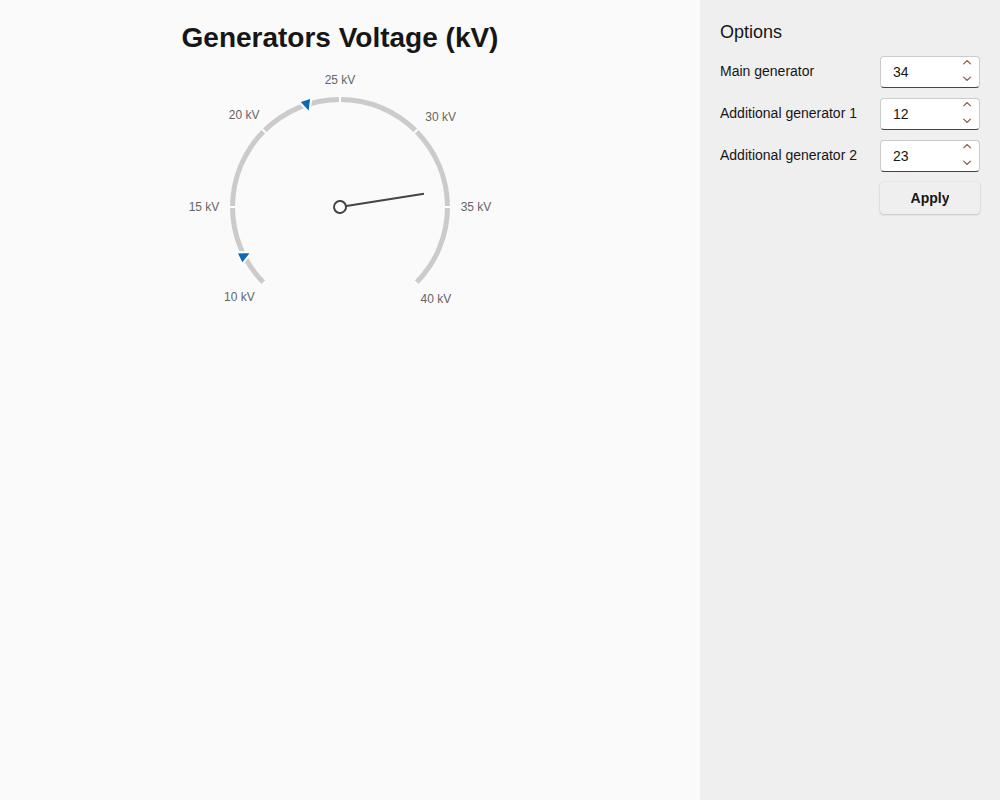 Generators Voltage (kV)
25 kV
20 kV
30 kV
15 kV
35 kV
10 kV
40 kV
Options
Main generator
34
Additional generator 1
12
Additional generator 2
23
Apply